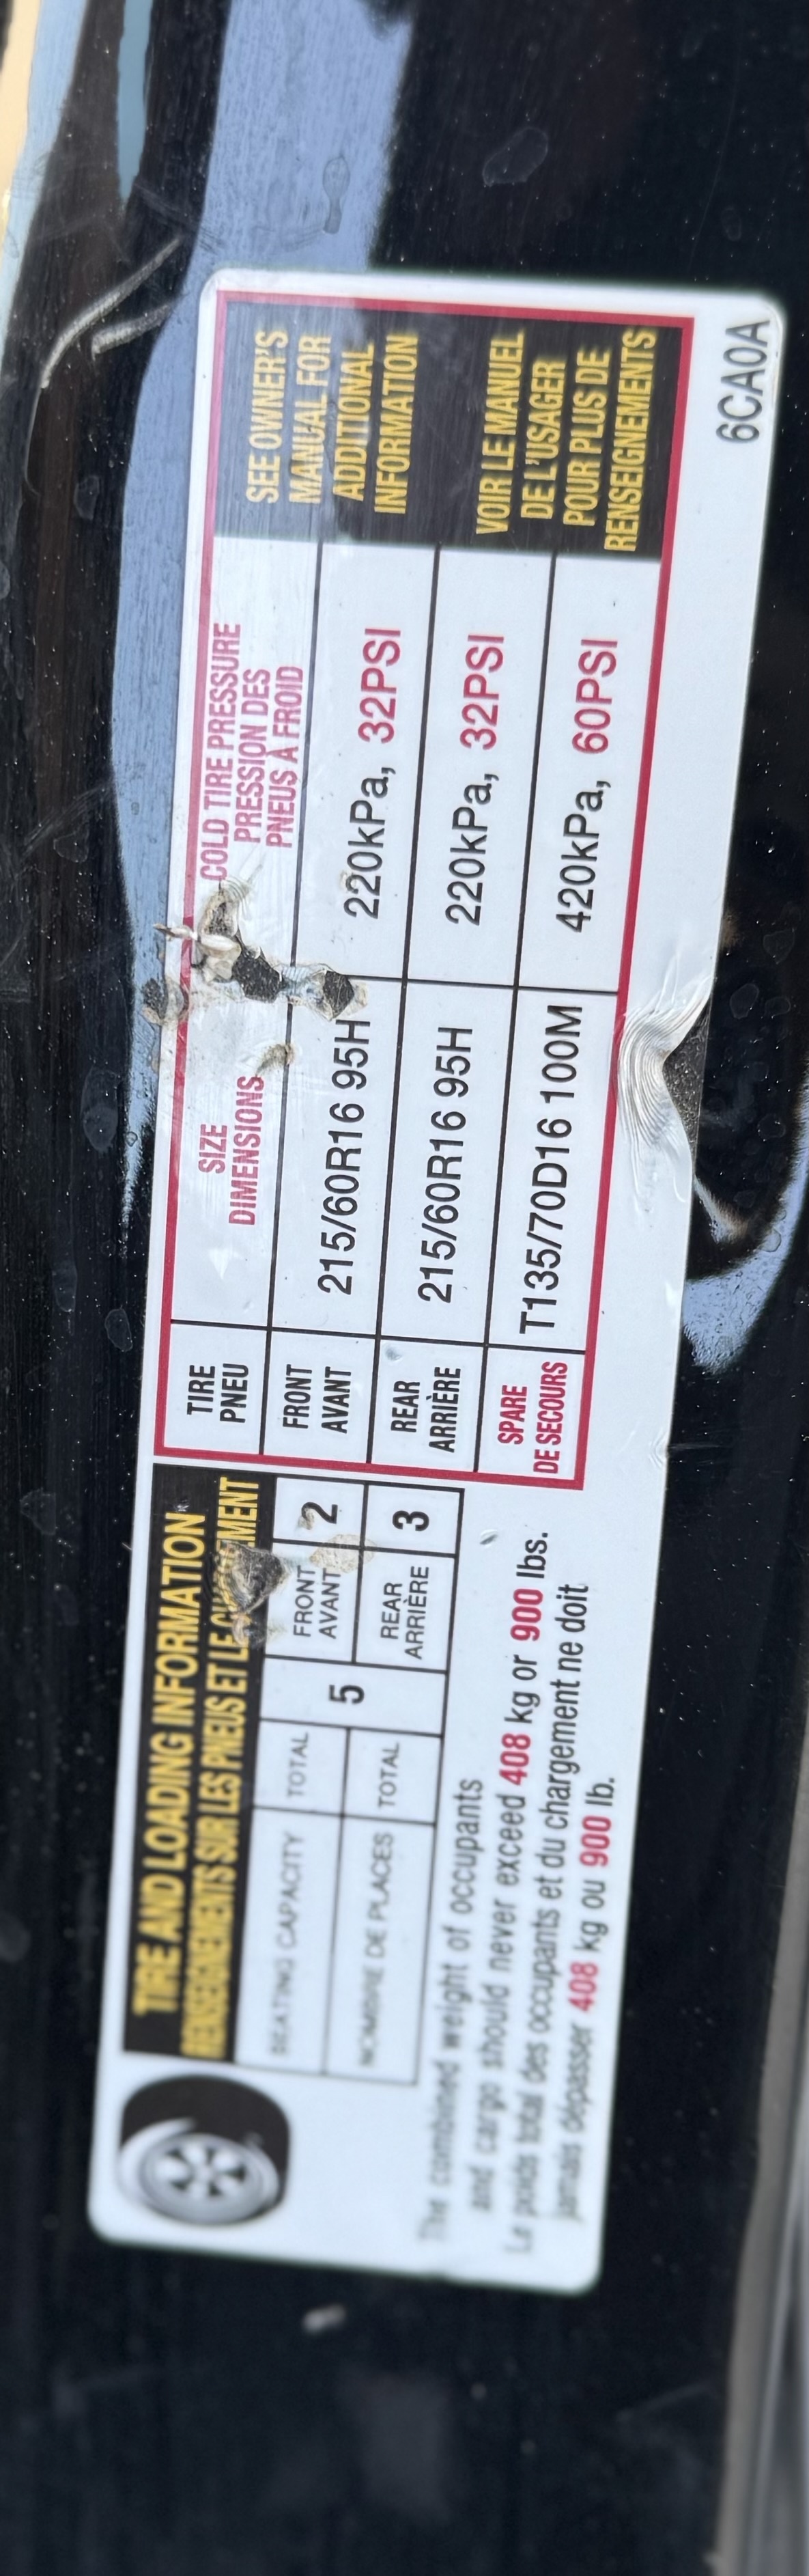 TIRE AND LOADING INFORMATION
RENSEIGNEMENTS SUR LES PNEUS ET LE
SEATING CAPACITY
NOMBRE DE PLACES
TOTAL
TOTAL
5
FRONT
AVANT
2
REAR
ARRIÈRE
3
The combined weight of occupants
and cargo should never exceed 408 kg or 900 lbs.
Le poids total des occupants et du chargement ne doit
jamais dépasser 408 kg ou 900 lb.
TIRE
PNEU
SIZE
DIMENSIONS
COLD TIRE PRESSURE
PRESSION DES
PNEUS À FROID
FRONT
AVANT
215/60R16 95H
220kPa, 32PSI
REAR
ARRIÈRE
215/60R16 95H
220kPa, 32PSI
SPARE
DE SECOURS
T135/70D16 100M
420kPa, 60PSI
SEE OWNER'S
MANUAL FOR
ADDITIONAL
INFORMATION
VOIR LE MANUEL
DE L'USAGER
POUR PLUS DE
RENSEIGNEMENTS
6CA0A